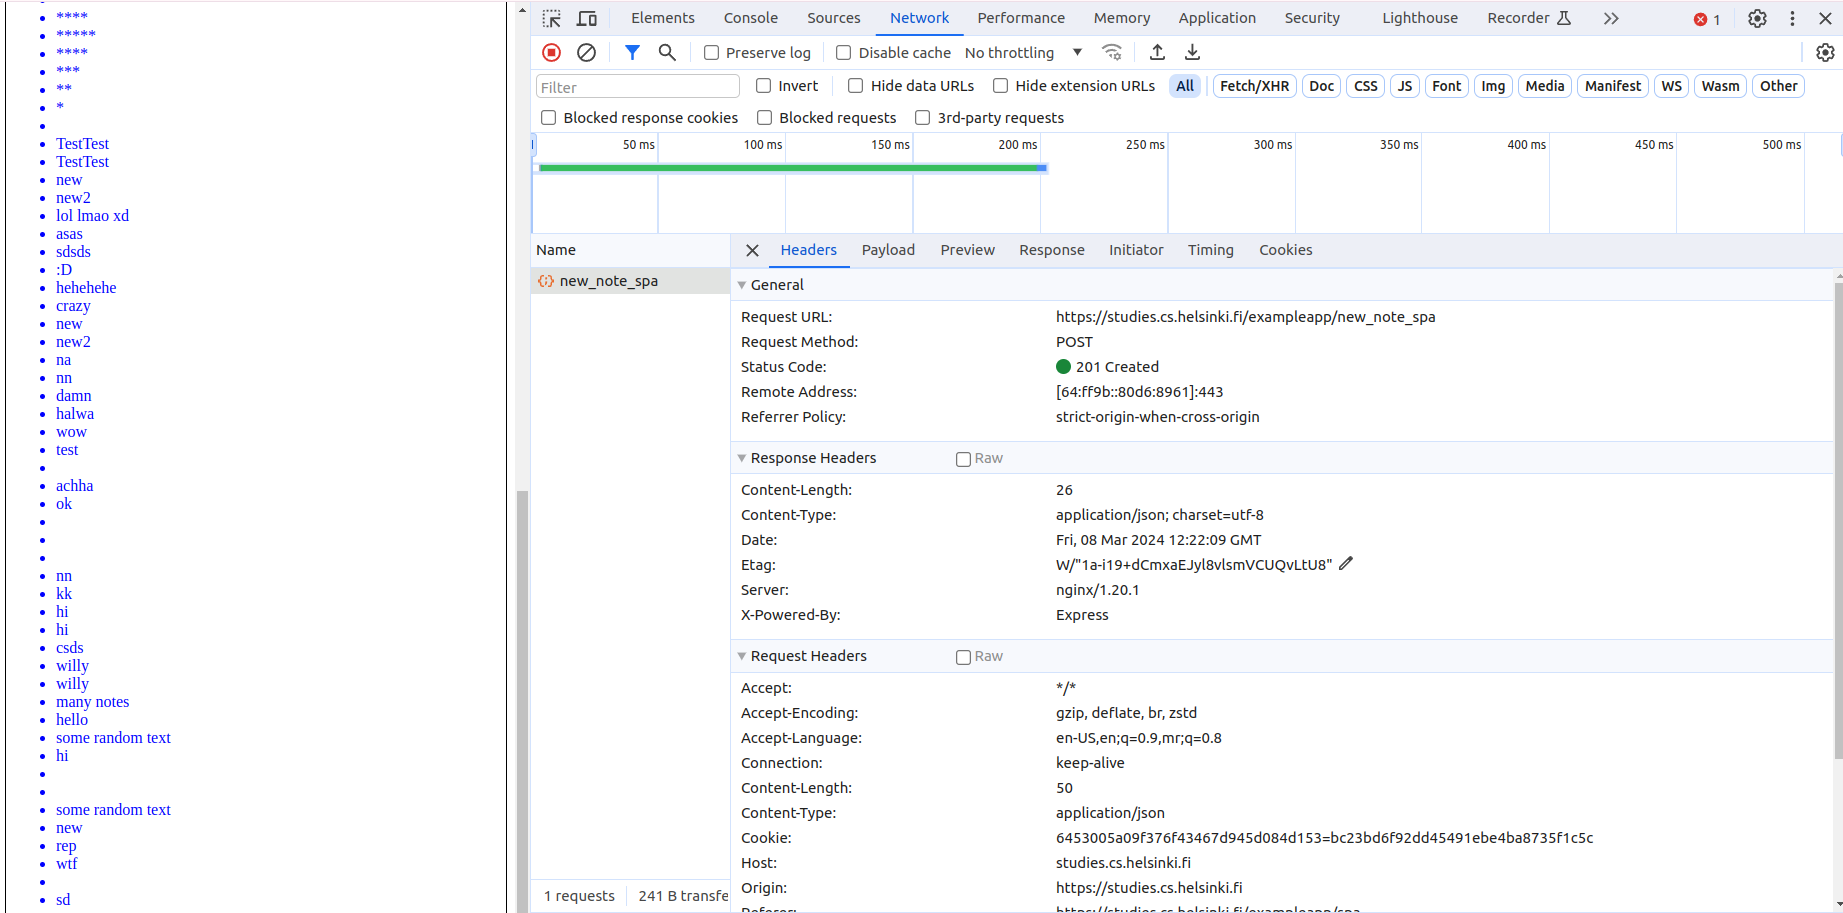 ****
*****
****
***
**
*
TestTest
TestTest
new
new2
lol lmao xd
asas
sdsds
:D
hehehehe
crazy
new
new2
na
nn
damn
halwa
wow
test
achha
ok
nn
kk
hi
hi
csds
willy
willy
many notes
hello
some random text
hi
some random text
new
rep
wtf
sd
Elements Console Sources Network Performance Memory Application Security Lighthouse Recorder 1
Preserve log Disable cache No throttling
Filter Invert Hide data URLs Hide extension URLs All Fetch/XHR Doc CSS JS Font Img Media Manifest WS Wasm Other
Blocked response cookies Blocked requests 3rd-party requests
50 ms 100 ms 150 ms 200 ms 250 ms 300 ms 350 ms 400 ms 450 ms 500 ms
Name
new_note_spa
1 requests 241 B transfe
Headers Payload Preview Response Initiator Timing Cookies
General
Request URL: https://studies.cs.helsinki.fi/exampleapp/new_note_spa
Request Method: POST
Status Code: 201 Created
Remote Address: [64:ff9b::80d6:8961]:443
Referrer Policy: strict-origin-when-cross-origin
Response Headers Raw
Content-Length: 26
Content-Type: application/json; charset=utf-8
Date: Fri, 08 Mar 2024 12:22:09 GMT
Etag: W/"1a-i19+dCmxaEJyl8vlsmVCUQvLtU8"
Server: nginx/1.20.1
X-Powered-By: Express
Request Headers Raw
Accept: */*
Accept-Encoding: gzip, deflate, br, zstd
Accept-Language: en-US,en;q=0.9,mr;q=0.8
Connection: keep-alive
Content-Length: 50
Content-Type: application/json
Cookie: 6453005a09f376f43467d945d084d153=bc23bd6f92dd45491ebe4ba8735f1c5c
Host: studies.cs.helsinki.fi
Origin: https://studies.cs.helsinki.fi
Referer: https://studies.cs.helsinki.fi/exampleapp/spa